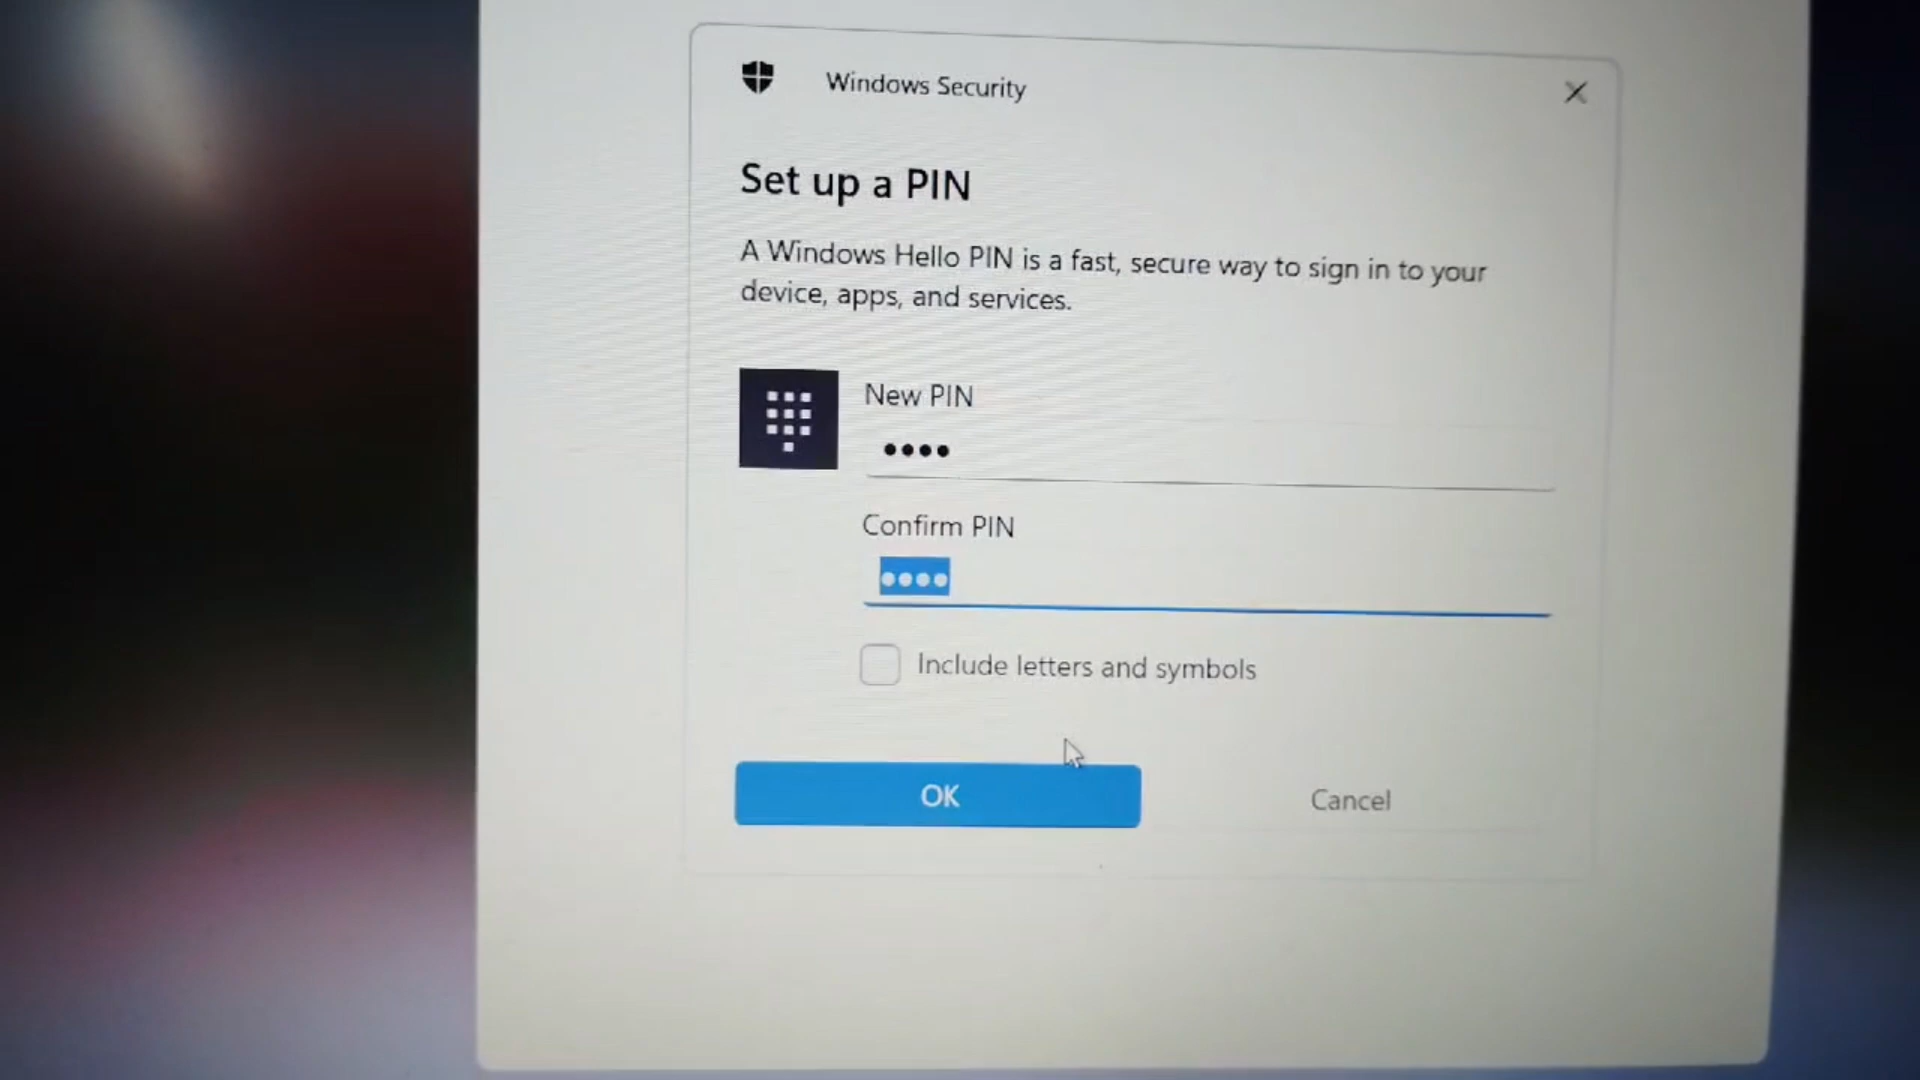 Windows Security
Set up a PIN
A Windows Hello PIN is a fast, secure way to sign in to your
device, apps, and services.
New PIN
••••
Confirm PIN
••••
Include letters and symbols
OK
Cancel